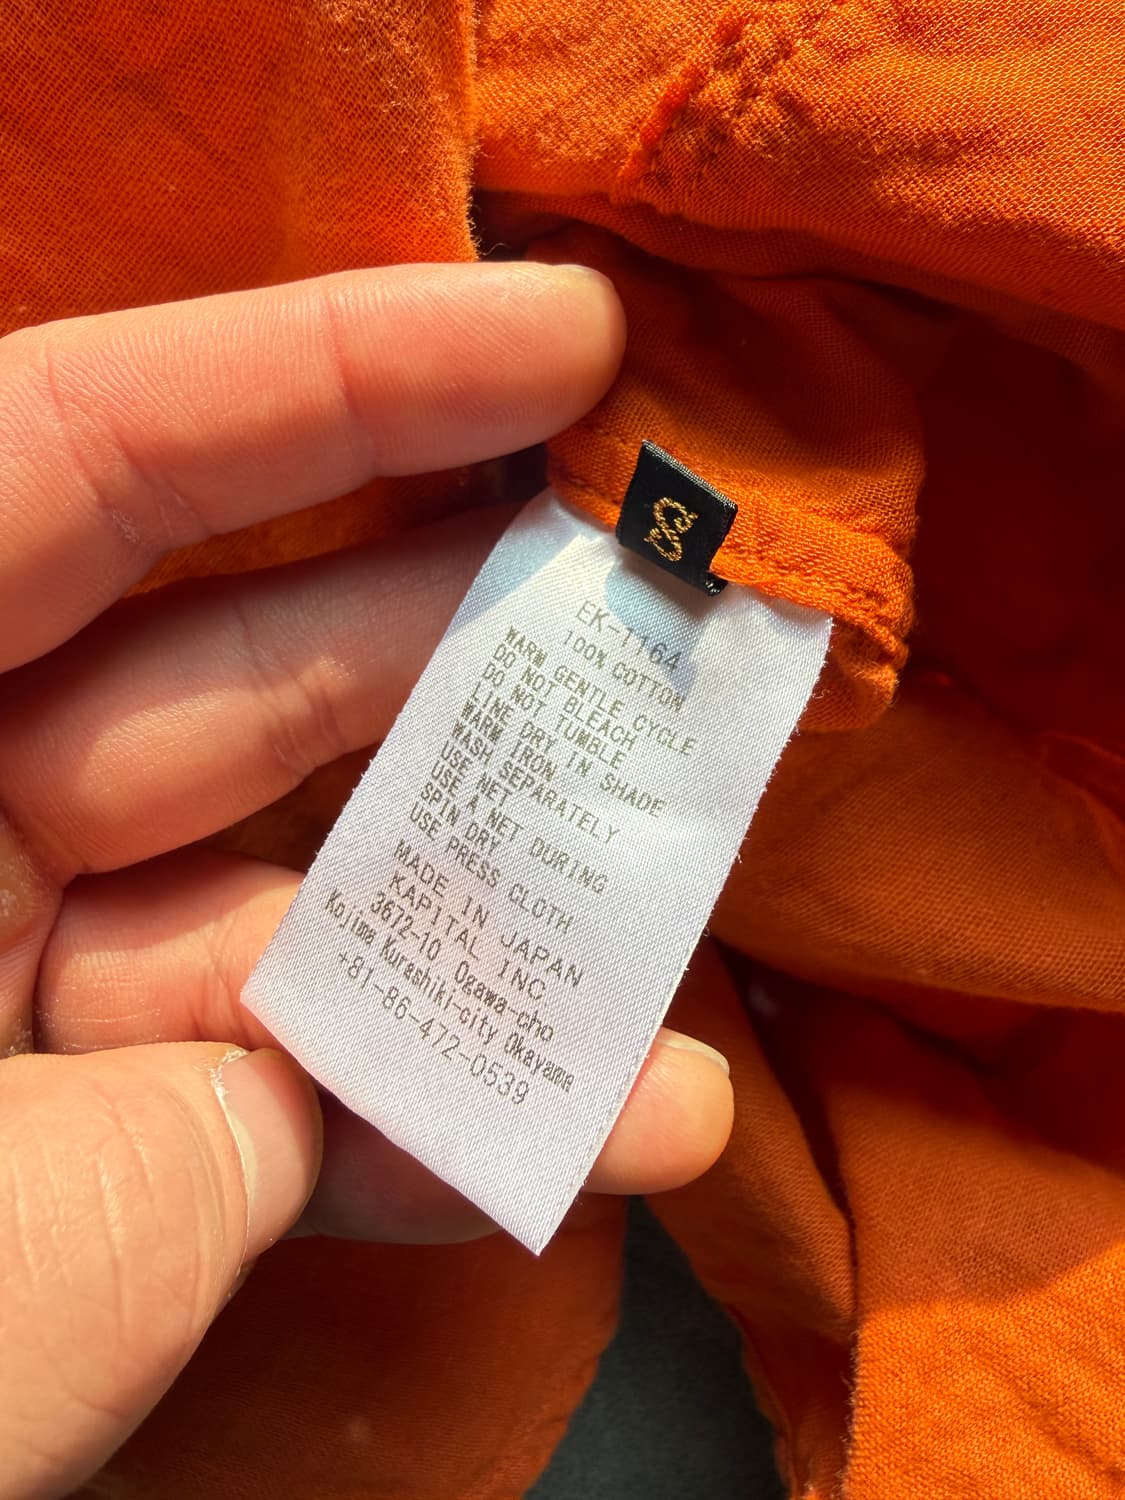 8
EK-1164
100% COTTON
WARM GENTLE CYCLE
DO NOT BLEACH
DO NOT TUMBLE
LINE DRY IN SHADE
WARM IRON
WASH SEPARATELY
USE NET
USE A NET DURING
SPIN DRY
USE PRESS CLOTH
MADE IN JAPAN
KAPITAL INC.
3672-10 Ogawa-cho
Kojima Kurashiki-city Okayama
+81-86-472-0539